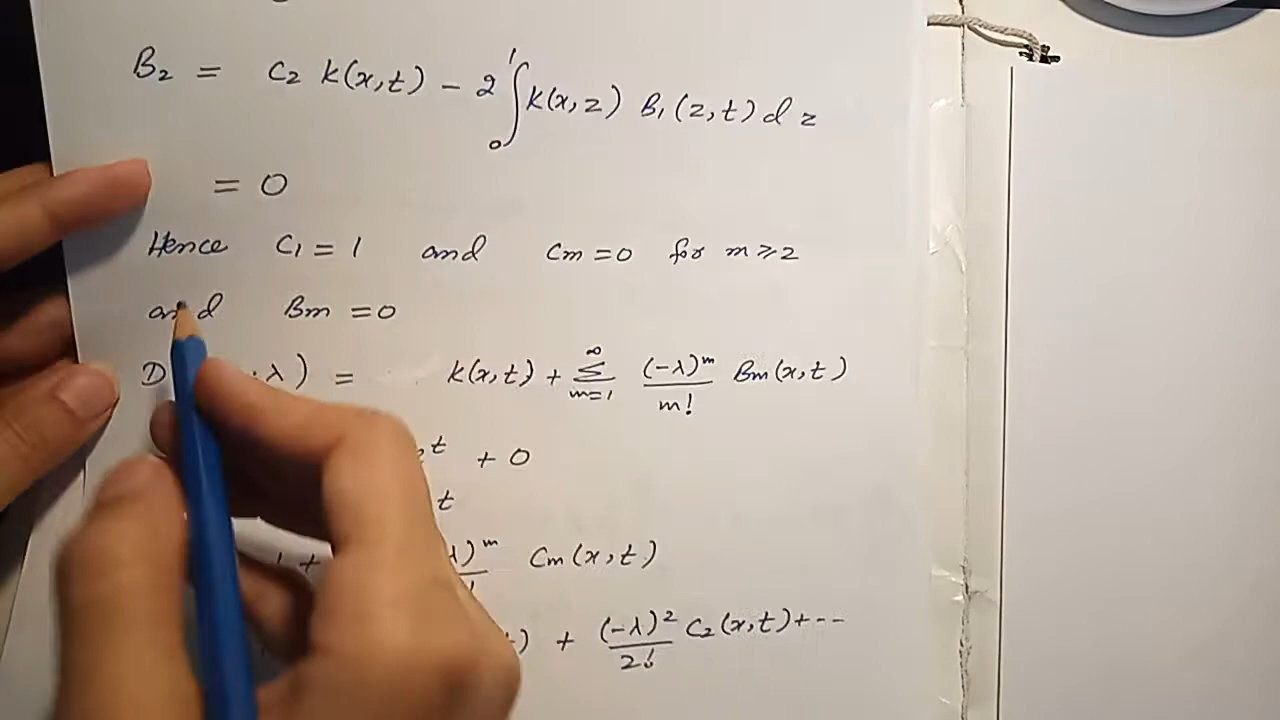 B₂ = C₂ K(x,t) − 2 ∫₀¹ K(x,z) B₁(z,t) dz
= 0
Hence C₁ = 1 and Cm = 0 for m ≥ 2
and Bm = 0
D λ) = K(x,t) + ∞ Σ m=1 (-λ)^m / m! Bm(x,t)
t + 0
t
1 + λ)^m Cm(x,t)
) + (-λ)² / 2! C₂(x,t) + ---